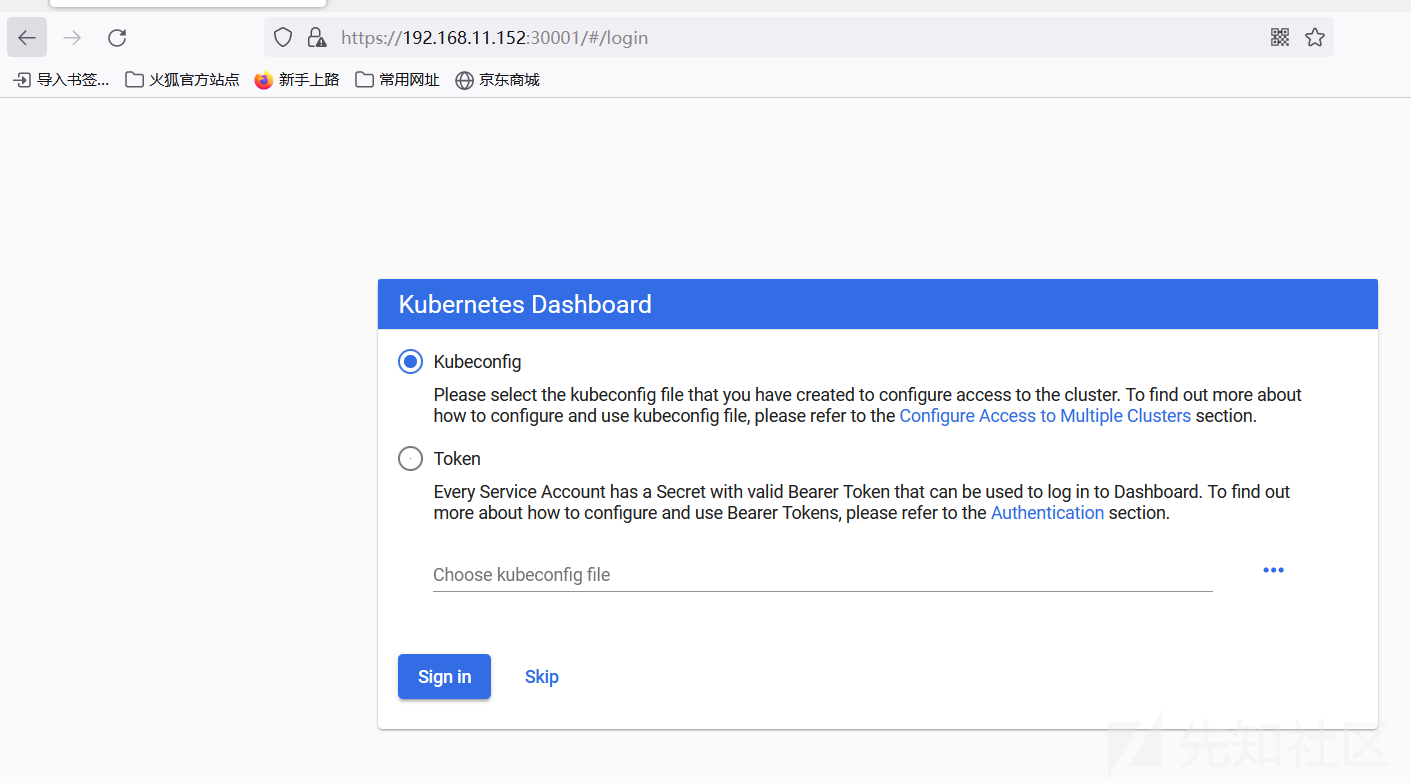 https://192.168.11.152:30001/#/login
导入书签... 火狐官方站点 新手上路 常用网址 京东商城
Kubernetes Dashboard
Kubeconfig
Please select the kubeconfig file that you have created to configure access to the cluster. To find out more about
how to configure and use kubeconfig file, please refer to the Configure Access to Multiple Clusters section.
Token
Every Service Account has a Secret with valid Bearer Token that can be used to log in to Dashboard. To find out
more about how to configure and use Bearer Tokens, please refer to the Authentication section.
Choose kubeconfig file
Sign in Skip
先知社区